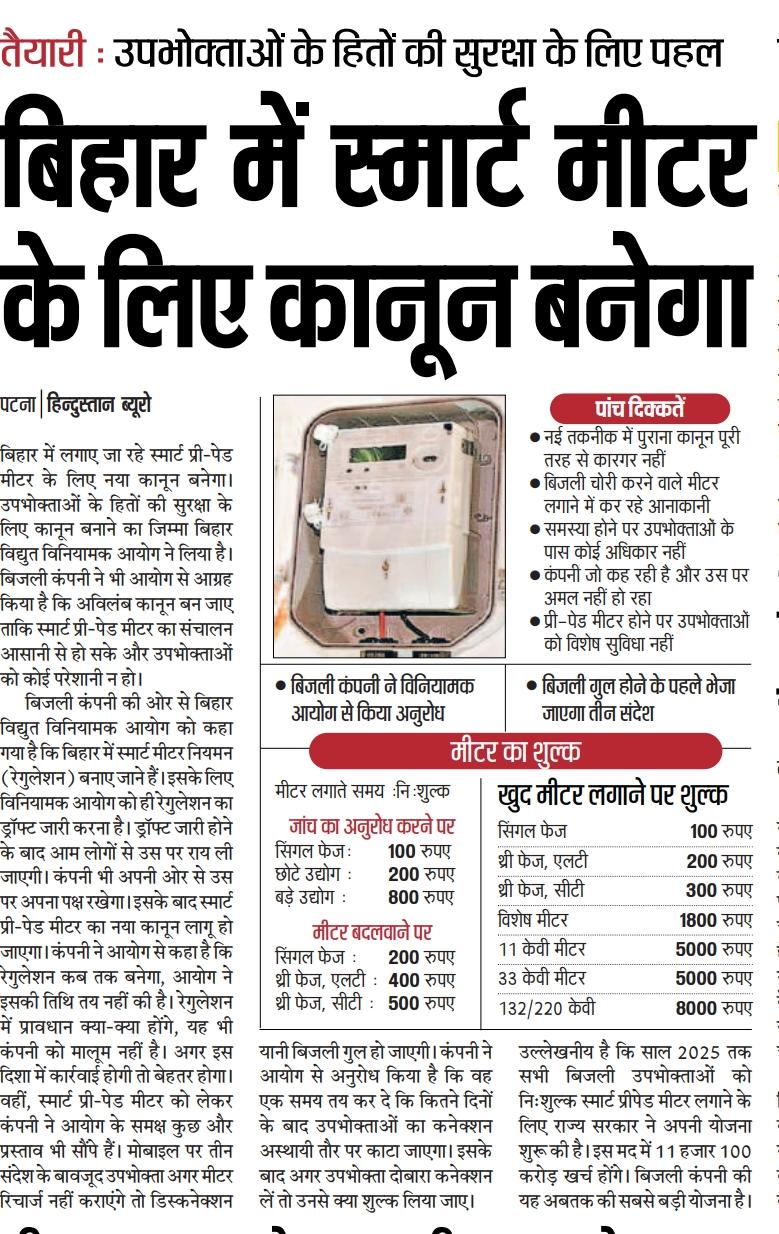 तैयारी : उपभोक्ताओं के हितों की सुरक्षा के लिए पहल
बिहार में स्मार्ट मीटर
के लिए कानून बनेगा
पटना | हिन्दुस्तान ब्यूरो
बिहार में लगाए जा रहे स्मार्ट प्री-पेड
मीटर के लिए नया कानून बनेगा।
उपभोक्ताओं के हितों की सुरक्षा के
लिए कानून बनाने का जिम्मा बिहार
विद्युत विनियामक आयोग ने लिया है।
बिजली कंपनी ने भी आयोग से आग्रह
किया है कि अविलंब कानून बन जाए
ताकि स्मार्ट प्री-पेड मीटर का संचालन
आसानी से हो सके और उपभोक्ताओं
को कोई परेशानी न हो।
बिजली कंपनी की ओर से बिहार
विद्युत विनियामक आयोग को कहा
गया है कि बिहार में स्मार्ट मीटर नियमन
(रेगुलेशन) बनाए जाने हैं। इसके लिए
विनियामक आयोग को ही रेगुलेशन का
ड्रॉफ्ट जारी करना है। ड्रॉफ्ट जारी होने
के बाद आम लोगों से उस पर राय ली
जाएगी। कंपनी भी अपनी ओर से उस
पर अपना पक्ष रखेगा। इसके बाद स्मार्ट
प्री-पेड मीटर का नया कानून लागू हो
जाएगा। कंपनी ने आयोग से कहा है कि
रेगुलेशन कब तक बनेगा, आयोग ने
इसकी तिथि तय नहीं की है। रेगुलेशन
में प्रावधान क्या-क्या होंगे, यह भी
कंपनी को मालूम नहीं है। अगर इस
दिशा में कार्रवाई होगी तो बेहतर होगा।
वहीं, स्मार्ट प्री-पेड मीटर को लेकर
कंपनी ने आयोग के समक्ष कुछ और
प्रस्ताव भी सौंपे हैं। मोबाइल पर तीन
संदेश के बावजूद उपभोक्ता अगर मीटर
रिचार्ज नहीं कराएंगे तो डिस्कनेक्शन
पांच दिक्कतें
● नई तकनीक में पुराना कानून पूरी
तरह से कारगर नहीं
● बिजली चोरी करने वाले मीटर
लगाने में कर रहे आनाकानी
● समस्या होने पर उपभोक्ताओं के
पास कोई अधिकार नहीं
● कंपनी जो कह रही है और उस पर
अमल नहीं हो रहा
● प्री-पेड मीटर होने पर उपभोक्ताओं
को विशेष सुविधा नहीं
● बिजली कंपनी ने विनियामक
आयोग से किया अनुरोध
● बिजली गुल होने के पहले भेजा
जाएगा तीन संदेश
मीटर का शुल्क
मीटर लगाते समय :नि:शुल्क
जांच का अनुरोध करने पर
सिंगल फेज : 100 रुपए
छोटे उद्योग : 200 रुपए
बड़े उद्योग : 800 रुपए
मीटर बदलवाने पर
सिंगल फेज : 200 रुपए
थ्री फेज, एलटी : 400 रुपए
थ्री फेज, सीटी : 500 रुपए
खुद मीटर लगाने पर शुल्क
सिंगल फेज 100 रुपए
थ्री फेज, एलटी 200 रुपए
थ्री फेज, सीटी 300 रुपए
विशेष मीटर 1800 रुपए
11 केवी मीटर 5000 रुपए
33 केवी मीटर 5000 रुपए
132/220 केवी 8000 रुपए
यानी बिजली गुल हो जाएगी। कंपनी ने
आयोग से अनुरोध किया है कि वह
एक समय तय कर दे कि कितने दिनों
के बाद उपभोक्ताओं का कनेक्शन
अस्थायी तौर पर काटा जाएगा। इसके
बाद अगर उपभोक्ता दोबारा कनेक्शन
लें तो उनसे क्या शुल्क लिया जाए।
उल्लेखनीय है कि साल 2025 तक
सभी बिजली उपभोक्ताओं को
नि:शुल्क स्मार्ट प्रीपेड मीटर लगाने के
लिए राज्य सरकार ने अपनी योजना
शुरू की है। इस मद में 11 हजार 100
करोड़ खर्च होंगे। बिजली कंपनी की
यह अबतक की सबसे बड़ी योजना है।